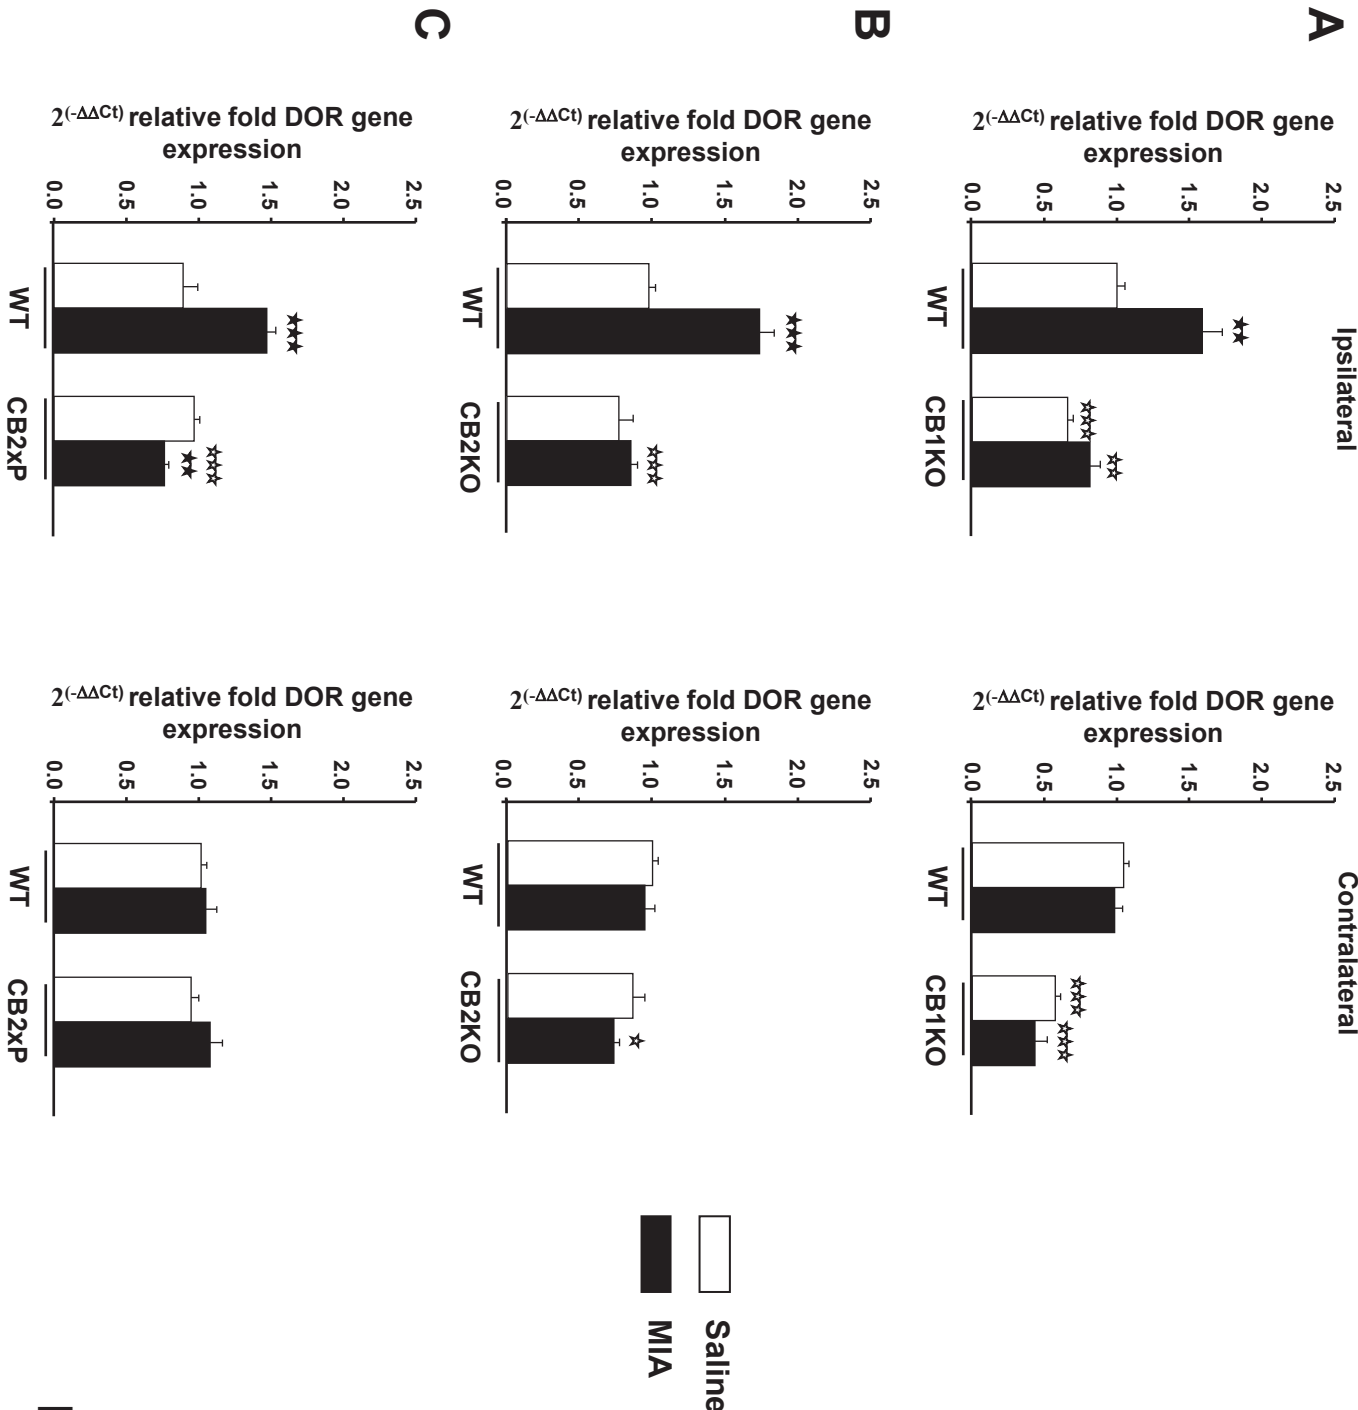 A
Ipsilateral
Contralateral
2(-ΔΔCt) relative fold DOR gene
expression
2.5
2.0
1.5
1.0
0.5
0.0
★★
☆☆☆
☆☆
WT
CB1KO
2(-ΔΔCt) relative fold DOR gene
expression
2.5
2.0
1.5
1.0
0.5
0.0
☆☆☆
☆☆☆
WT
CB1KO
B
2(-ΔΔCt) relative fold DOR gene
expression
2.5
2.0
1.5
1.0
0.5
0.0
★★★
☆☆☆
WT
CB2KO
2(-ΔΔCt) relative fold DOR gene
expression
2.5
2.0
1.5
1.0
0.5
0.0
☆
WT
CB2KO
Saline
MIA
C
2(-ΔΔCt) relative fold DOR gene
expression
2.5
2.0
1.5
1.0
0.5
0.0
★★★
☆☆☆
★★
WT
CB2xP
2(-ΔΔCt) relative fold DOR gene
expression
2.5
2.0
1.5
1.0
0.5
0.0
WT
CB2xP